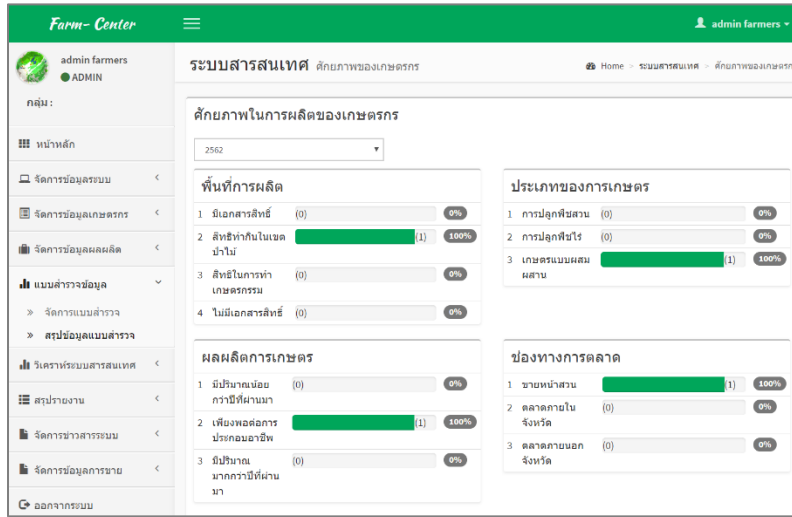 Farm- Center
admin farmers
admin farmers
ADMIN
กลุ่ม :
หน้าหลัก
จัดการข้อมูลระบบ
จัดการข้อมูลเกษตรกร
จัดการข้อมูลผลผลิต
แบบสำรวจข้อมูล
» จัดการแบบสำรวจ
» สรุปข้อมูลแบบสำรวจ
วิเคราห์ระบบสารสนเทศ
สรุปรายงาน
จัดการข่าวสารระบบ
จัดการข้อมูลการขาย
ออกจากระบบ
ระบบสารสนเทศ ศักยภาพของเกษตรกร
Home > ระบบสารสนเทศ > ศักยภาพของเกษตรก
ศักยภาพในการผลิตของเกษตรกร
2562
พื้นที่การผลิต
1 มีเอกสารสิทธิ์ (0) 0%
2 สิทธิทำกินในเขต (1) 100%
ป่าไม้
3 สิทธิในการทำ (0) 0%
เกษตรกรรม
4 ไม่มีเอกสารสิทธิ์ (0) 0%
ประเภทของการเกษตร
1 การปลูกพืชสวน (0) 0%
2 การปลูกพืชไร่ (0) 0%
3 เกษตรแบบผสม (1) 100%
ผสาน
ผลผลิตการเกษตร
1 มีปริมาณน้อย (0) 0%
กว่าปีที่ผ่านมา
2 เพียงพอต่อการ (1) 100%
ประกอบอาชีพ
3 มีปริมาณ (0) 0%
มากกว่าปีที่ผ่าน
มา
ช่องทางการตลาด
1 ขายหน้าสวน (1) 100%
2 ตลาดภายใน (0) 0%
จังหวัด
3 ตลาดภายนอก (0) 0%
จังหวัด